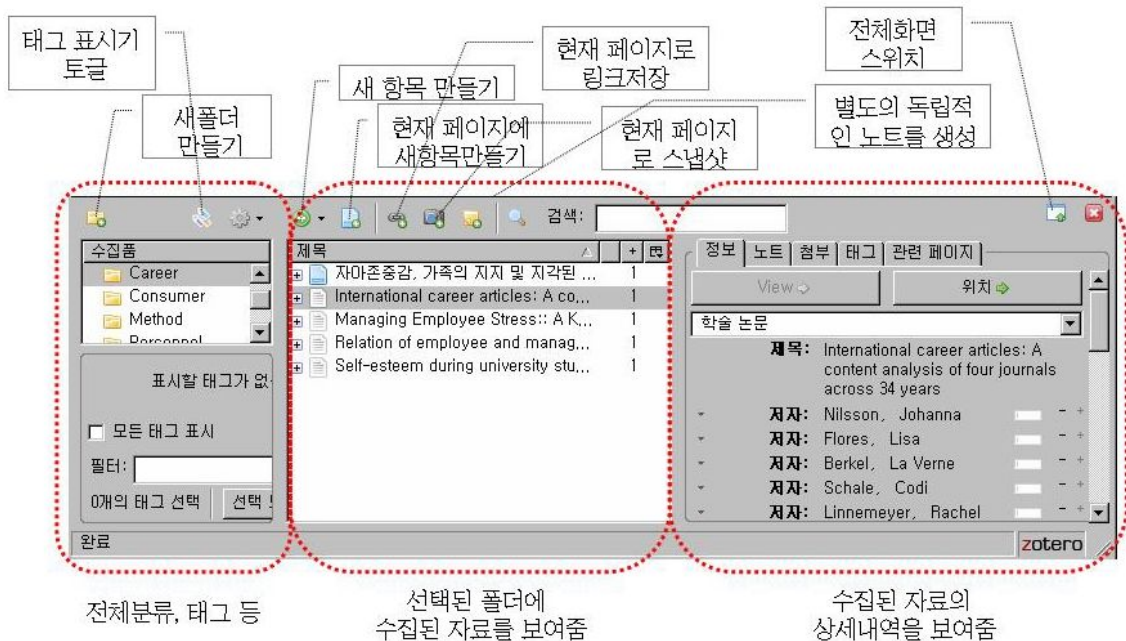 태그 표시기
토글
새폴더
만들기
새 항목 만들기
현재 페이지에
새항목만들기
현재 페이지로
링크저장
현재 페이지
로 스냅샷
전체화면
스위치
별도의 독립적
인 노트를 생성
검색:
수집품
Career
Consumer
Method
Personnel
표시할 태그가 없
모든 태그 표시
필터:
0개의 태그 선택
선택
제목 +
자아존중감, 가족의 지지 및 지각된 ... 1
International career articles: A co... 1
Managing Employee Stress:: A K... 1
Relation of employee and manag... 1
Self-esteem during university stu... 1
정보 노트 첨부 태그 관련 페이지
View 위치
학술 논문
제목: International career articles: A
content analysis of four journals
across 34 years
저자: Nilsson, Johanna - +
저자: Flores, Lisa - +
저자: Berkel, La Verne - +
저자: Schale, Codi - +
저자: Linnemeyer, Rachel - +
완료
zotero
전체분류, 태그 등
선택된 폴더에
수집된 자료를 보여줌
수집된 자료의
상세내역을 보여줌